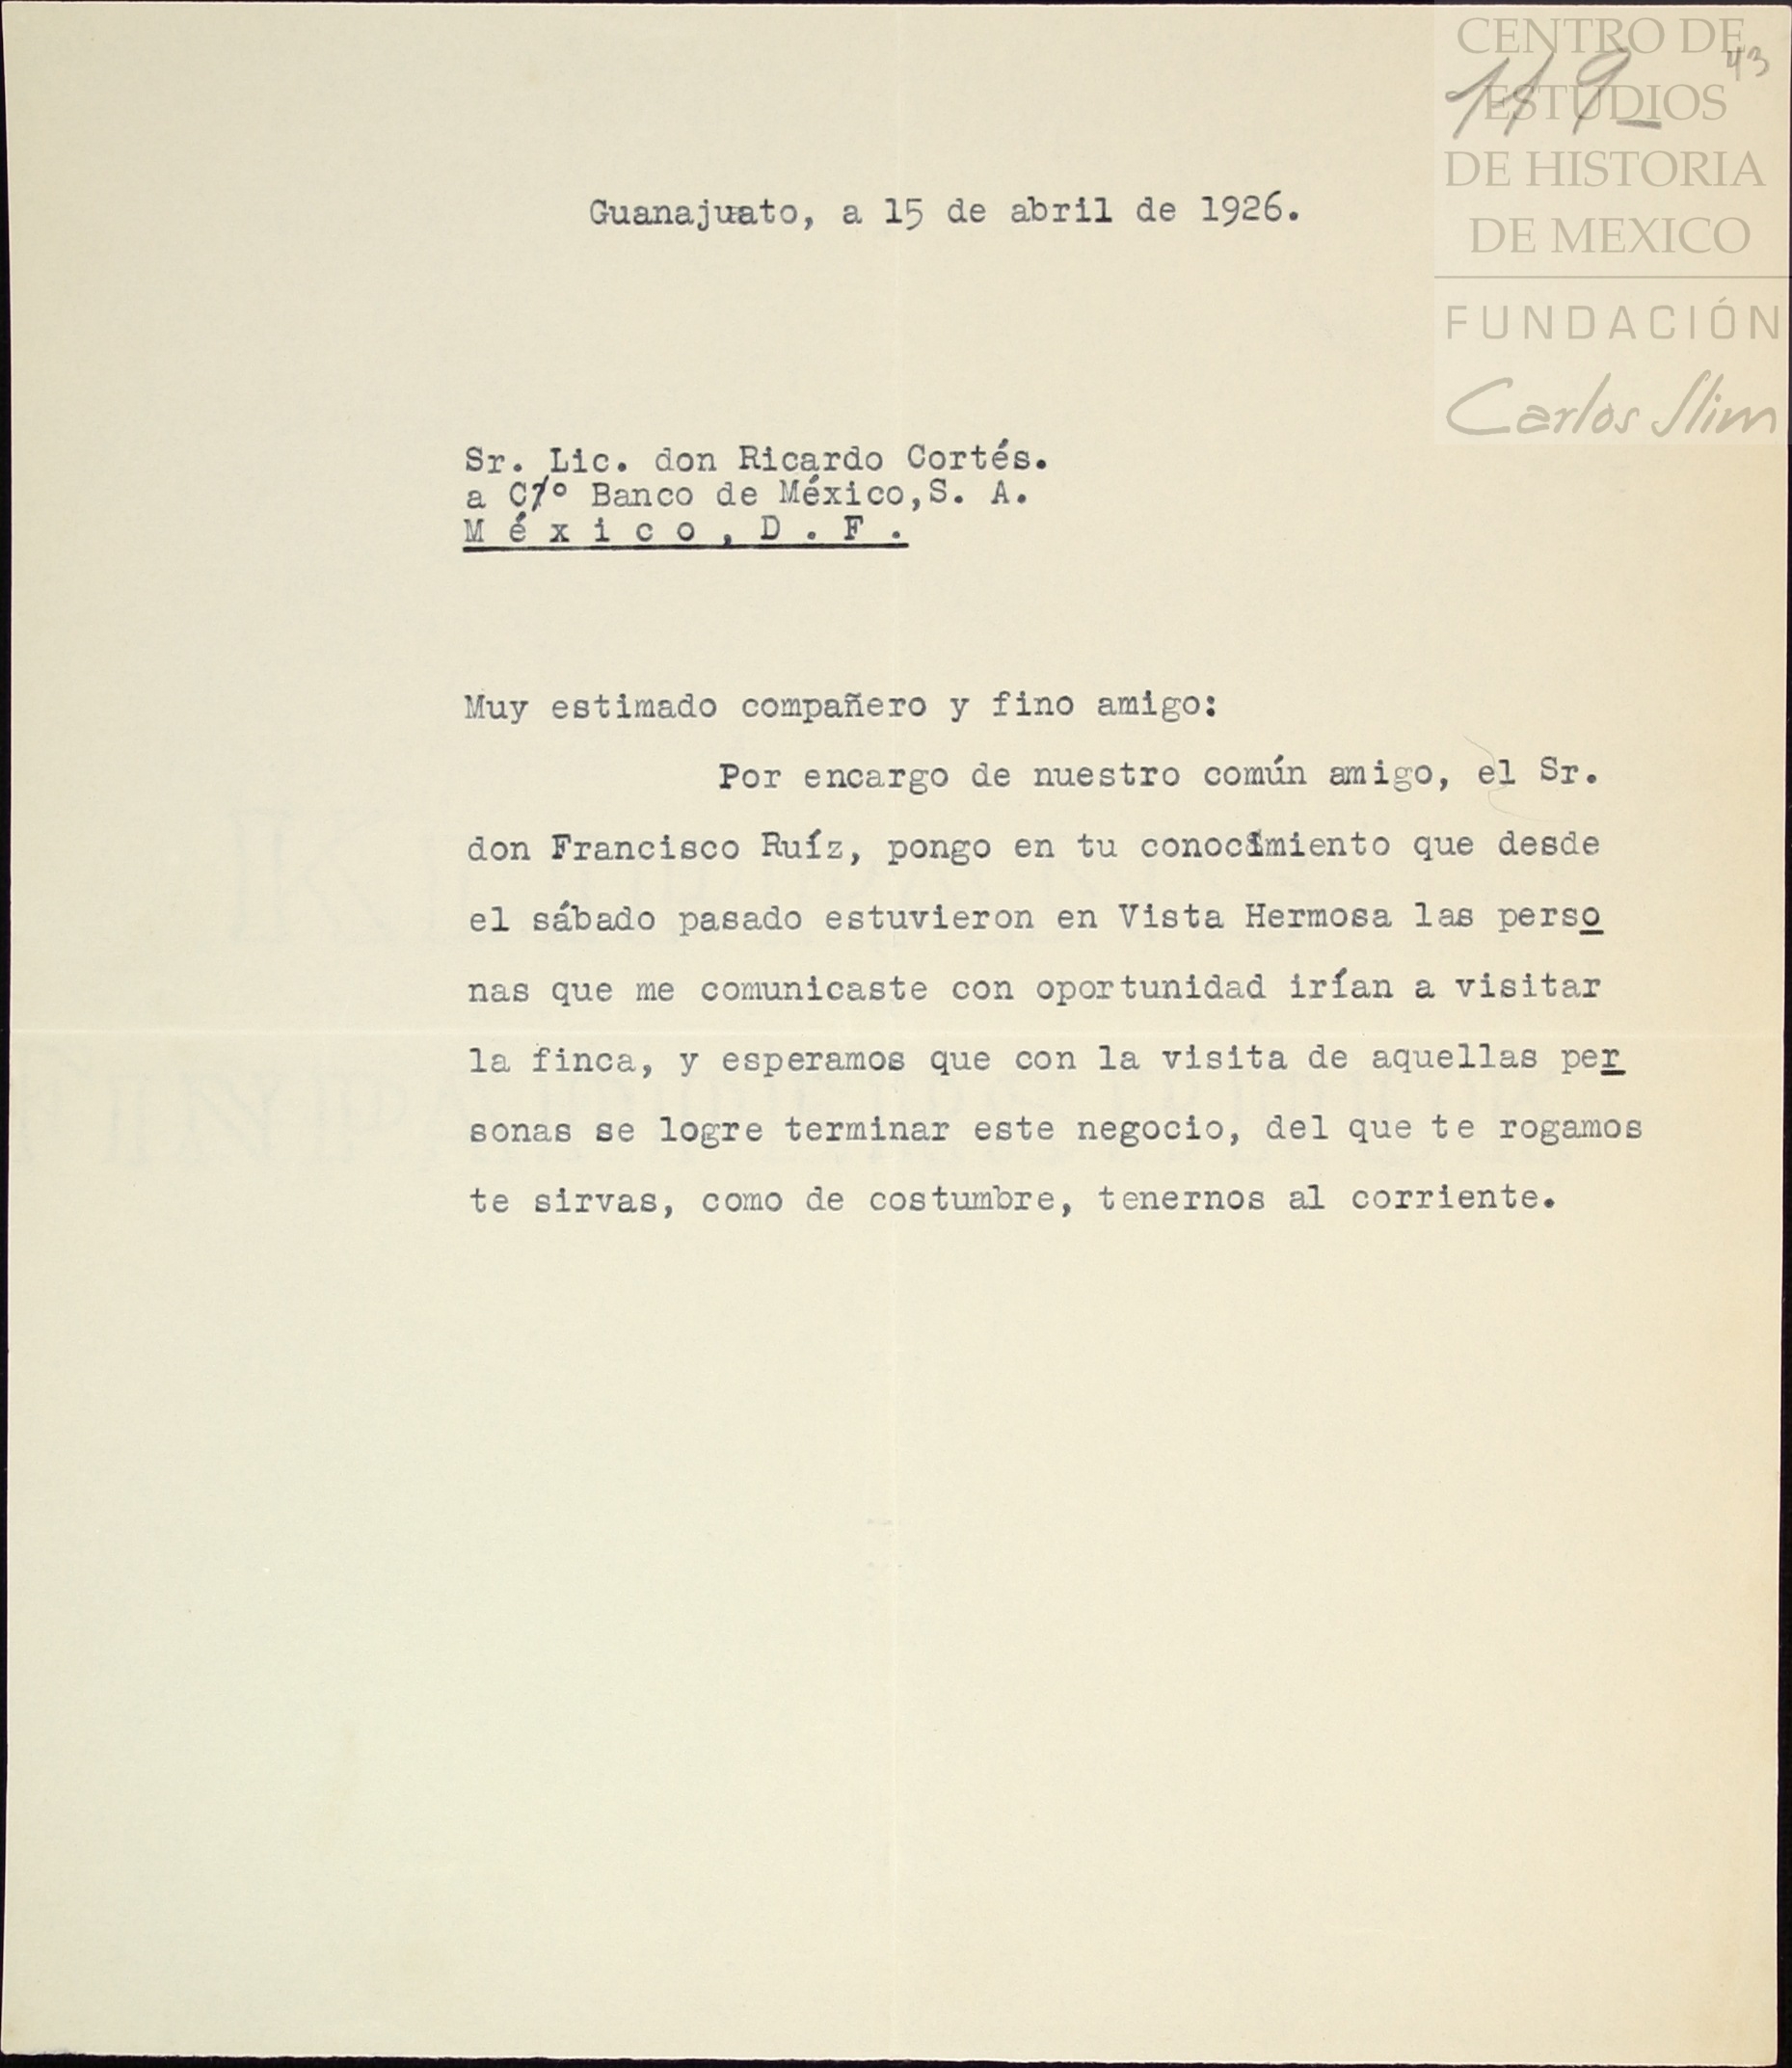 CENTRO DE
ESTUDIOS
DE HISTORIA
DE MEXICO
FUNDACIÓN
Carlos Slim
43
119
Guanajuato, a 15 de abril de 1926.
Sr. Lic. don Ricardo Cortés.
a C/o Banco de México,S. A.
M é x i c o , D . F .
Muy estimado compañero y fino amigo:
Por encargo de nuestro común amigo, el Sr.
don Francisco Ruíz, pongo en tu conocimiento que desde
el sábado pasado estuvieron en Vista Hermosa las perso
nas que me comunicaste con oportunidad irían a visitar
la finca, y esperamos que con la visita de aquellas per
sonas se logre terminar este negocio, del que te rogamos
te sirvas, como de costumbre, tenernos al corriente.